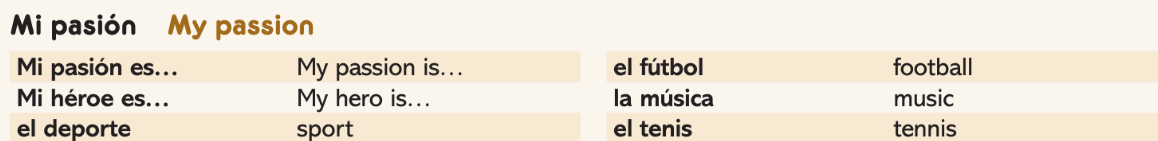 Mi pasión My passion
Mi pasión es... My passion is...
Mi héroe es... My hero is...
el deporte sport
el fútbol football
la música music
el tenis tennis